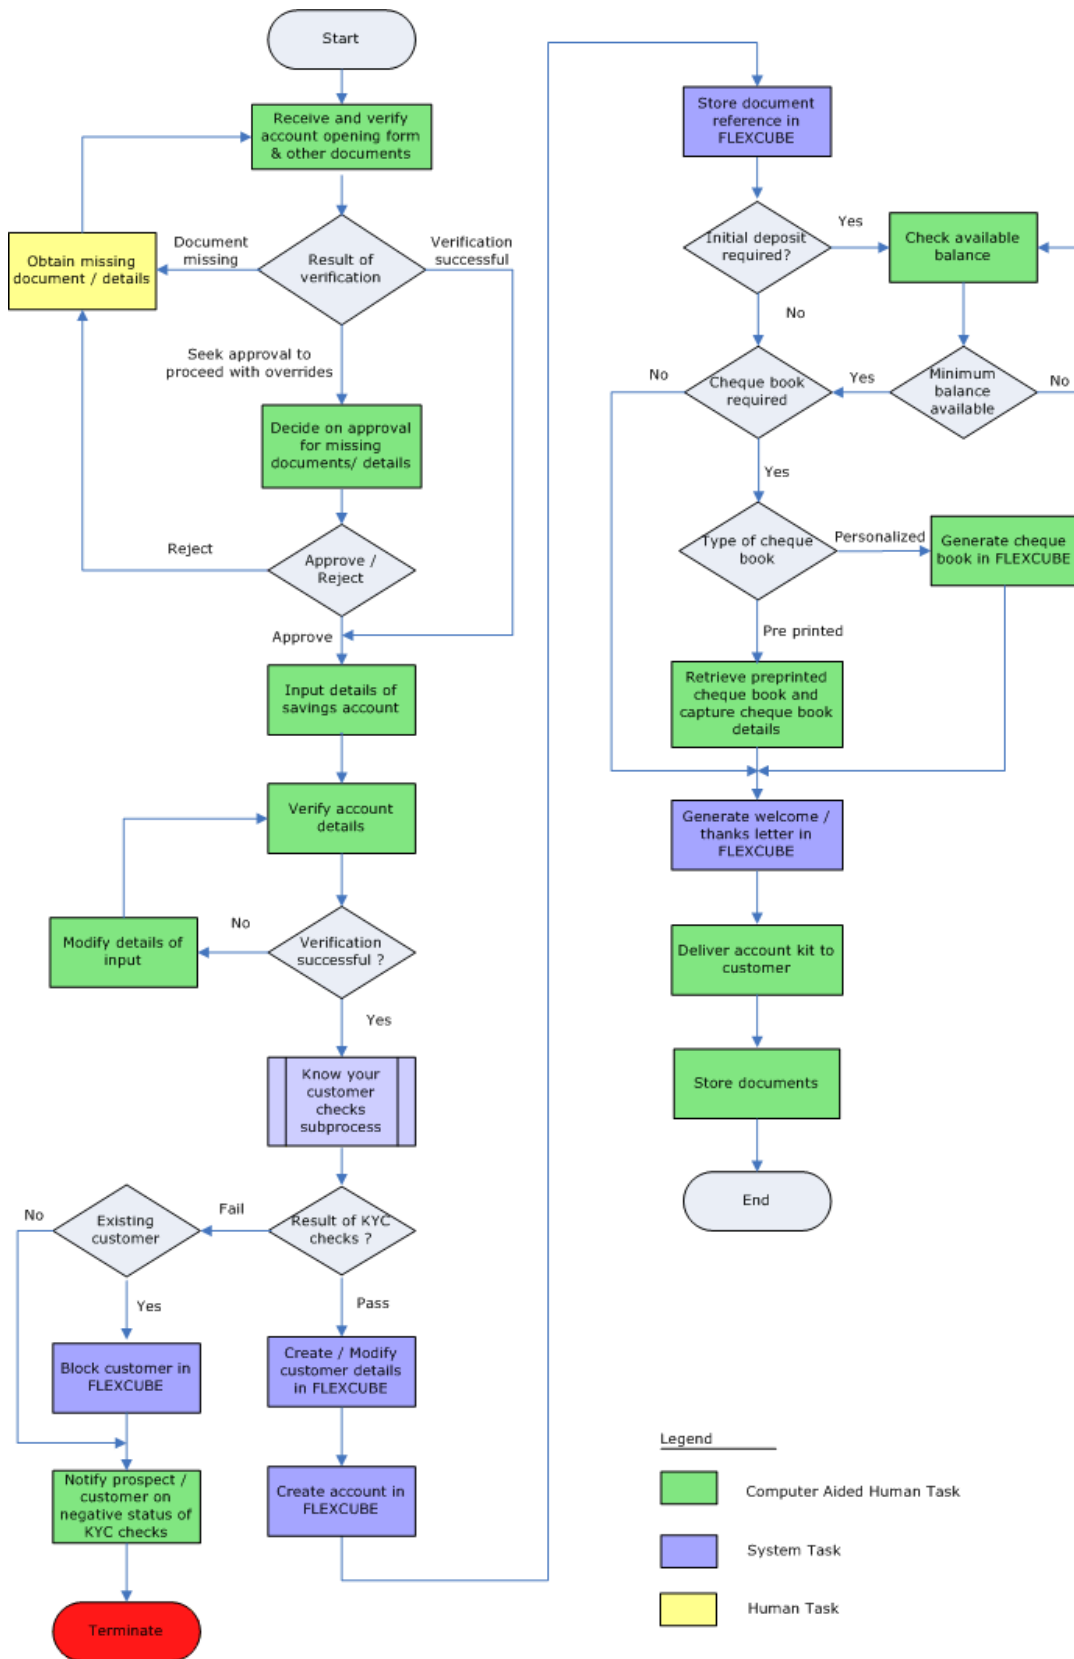 Start
Receive and verify
account opening form
& other documents
Obtain missing
document / details
Document
missing
Result of
verification
Verification
successful
Seek approval to
proceed with overrides
Decide on approval
for missing
documents/ details
Reject
Approve /
Reject
Approve
Input details of
savings account
Verify account
details
Modify details of
input
No
Verification
successful ?
Yes
Know your
customer
checks
subprocess
No
Existing
customer
Fail
Result of KYC
checks ?
Yes
Pass
Block customer in
FLEXCUBE
Create / Modify
customer details
in FLEXCUBE
Notify prospect /
customer on
negative status of
KYC checks
Create account in
FLEXCUBE
Terminate
Store document
reference in
FLEXCUBE
Initial deposit
required?
Yes
Check available
balance
No
No
Cheque book
required
Yes
Minimum
balance
available
No
Yes
Type of cheque
book
Personalized
Generate cheque
book in FLEXCUBE
Pre printed
Retrieve preprinted
cheque book and
capture cheque book
details
Generate welcome /
thanks letter in
FLEXCUBE
Deliver account kit to
customer
Store documents
End
Legend
Computer Aided Human Task
System Task
Human Task